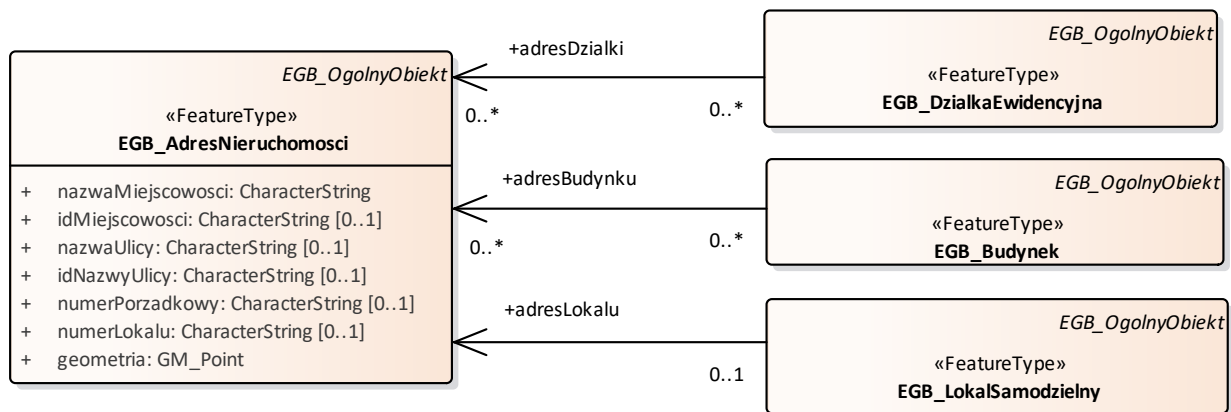 EGB_OgolnyObiekt
«FeatureType»
EGB_AdresNieruchomosci
+ nazwaMiejscowosci: CharacterString
+ idMiejscowosci: CharacterString [0..1]
+ nazwaUlicy: CharacterString [0..1]
+ idNazwyUlicy: CharacterString [0..1]
+ numerPorzadkowy: CharacterString [0..1]
+ numerLokalu: CharacterString [0..1]
+ geometria: GM_Point
+adresDzialki
0..*
0..*
EGB_OgolnyObiekt
«FeatureType»
EGB_DzialkaEwidencyjna
+adresBudynku
0..*
0..*
EGB_OgolnyObiekt
«FeatureType»
EGB_Budynek
+adresLokalu
0..1
EGB_OgolnyObiekt
«FeatureType»
EGB_LokalSamodzielny